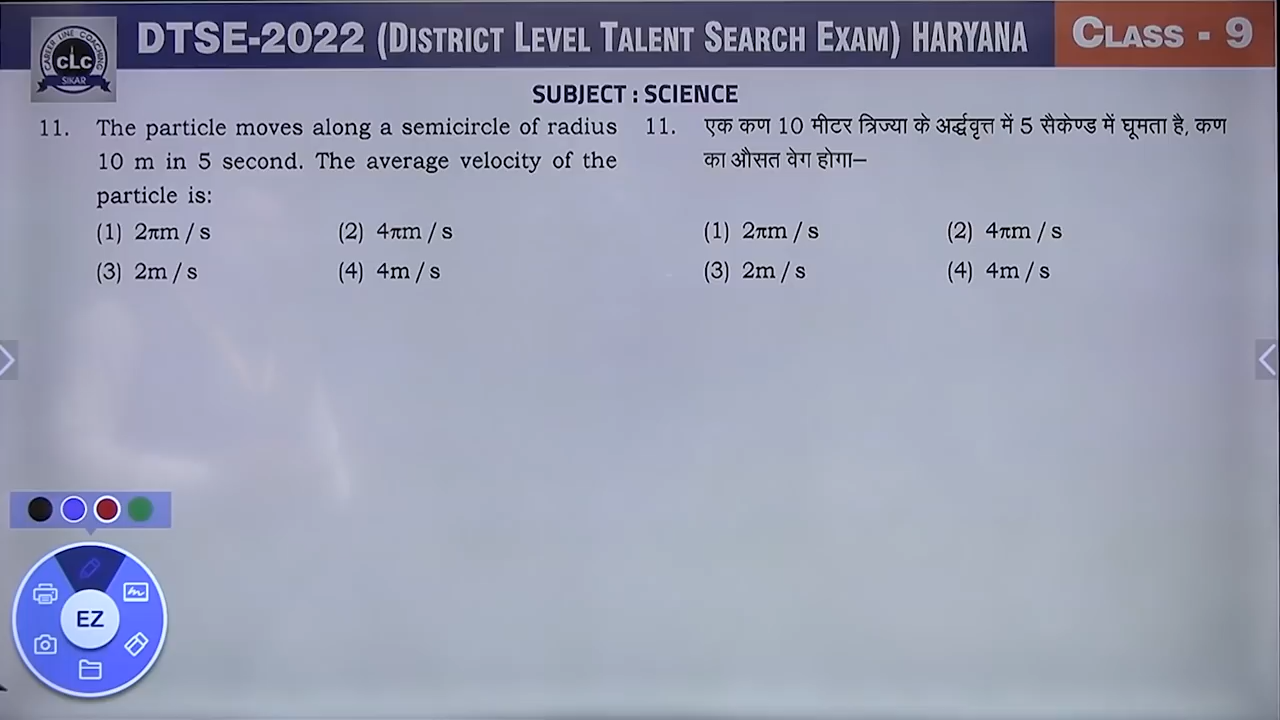 CAREER LINE COACHING
CLC
SIKAR
DTSE-2022 (DISTRICT LEVEL TALENT SEARCH EXAM) HARYANA
CLASS - 9
SUBJECT : SCIENCE
11. The particle moves along a semicircle of radius
10 m in 5 second. The average velocity of the
particle is:
(1) 2πm / s (2) 4πm / s
(3) 2m / s (4) 4m / s
11. एक कण 10 मीटर त्रिज्या के अर्द्धवृत्त में 5 सैकेण्ड में घूमता है, कण
का औसत वेग होगा–
(1) 2πm / s (2) 4πm / s
(3) 2m / s (4) 4m / s
EZ